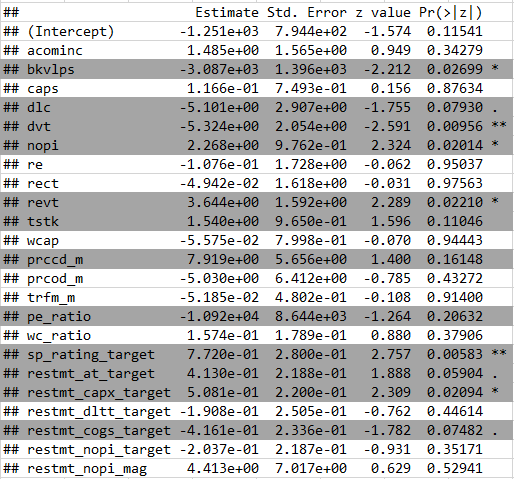 ## Estimate Std. Error z value Pr(>|z|)
## (Intercept) -1.251e+03 7.944e+02 -1.574 0.11541
## acominc 1.485e+00 1.565e+00 0.949 0.34279
## bkvlps -3.087e+03 1.396e+03 -2.212 0.02699 *
## caps 1.166e-01 7.493e-01 0.156 0.87634
## dlc -5.101e+00 2.907e+00 -1.755 0.07930 .
## dvt -5.324e+00 2.054e+00 -2.591 0.00956 **
## nopi 2.268e+00 9.762e-01 2.324 0.02014 *
## re -1.076e-01 1.728e+00 -0.062 0.95037
## rect -4.942e-02 1.618e+00 -0.031 0.97563
## revt 3.644e+00 1.592e+00 2.289 0.02210 *
## tstk 1.540e+00 9.650e-01 1.596 0.11046
## wcap -5.575e-02 7.998e-01 -0.070 0.94443
## prccd_m 7.919e+00 5.656e+00 1.400 0.16148
## prcod_m -5.030e+00 6.412e+00 -0.785 0.43272
## trfm_m -5.185e-02 4.802e-01 -0.108 0.91400
## pe_ratio -1.092e+04 8.644e+03 -1.264 0.20632
## wc_ratio 1.574e-01 1.789e-01 0.880 0.37906
## sp_rating_target 7.720e-01 2.800e-01 2.757 0.00583 **
## restmt_at_target 4.130e-01 2.188e-01 1.888 0.05904 .
## restmt_capx_target 5.081e-01 2.200e-01 2.309 0.02094 *
## restmt_dltt_target -1.908e-01 2.505e-01 -0.762 0.44614
## restmt_cogs_target -4.161e-01 2.336e-01 -1.782 0.07482 .
## restmt_nopi_target -2.037e-01 2.187e-01 -0.931 0.35171
## restmt_nopi_mag 4.413e+00 7.017e+00 0.629 0.52941